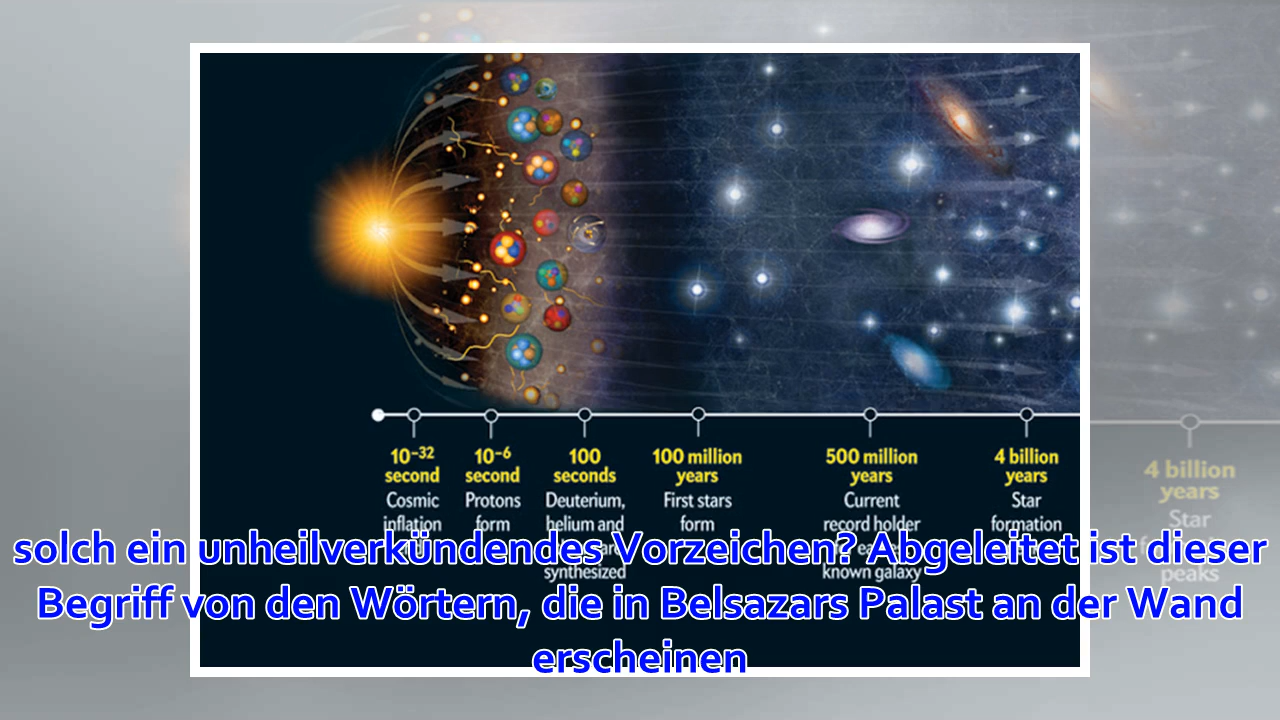 10⁻³² second
10⁻⁶ second
100 seconds
100 million years
500 million years
4 billion years
Cosmic inflation
Protons form
Deuterium, helium and
synthesized
First stars form
Current record holder
known galaxy
Star formation
4 billion years
Star
peaks
solch ein unheilverkündendes Vorzeichen? Abgeleitet ist dieser
Begriff von den Wörtern, die in Belsazars Palast an der Wand
erscheinen